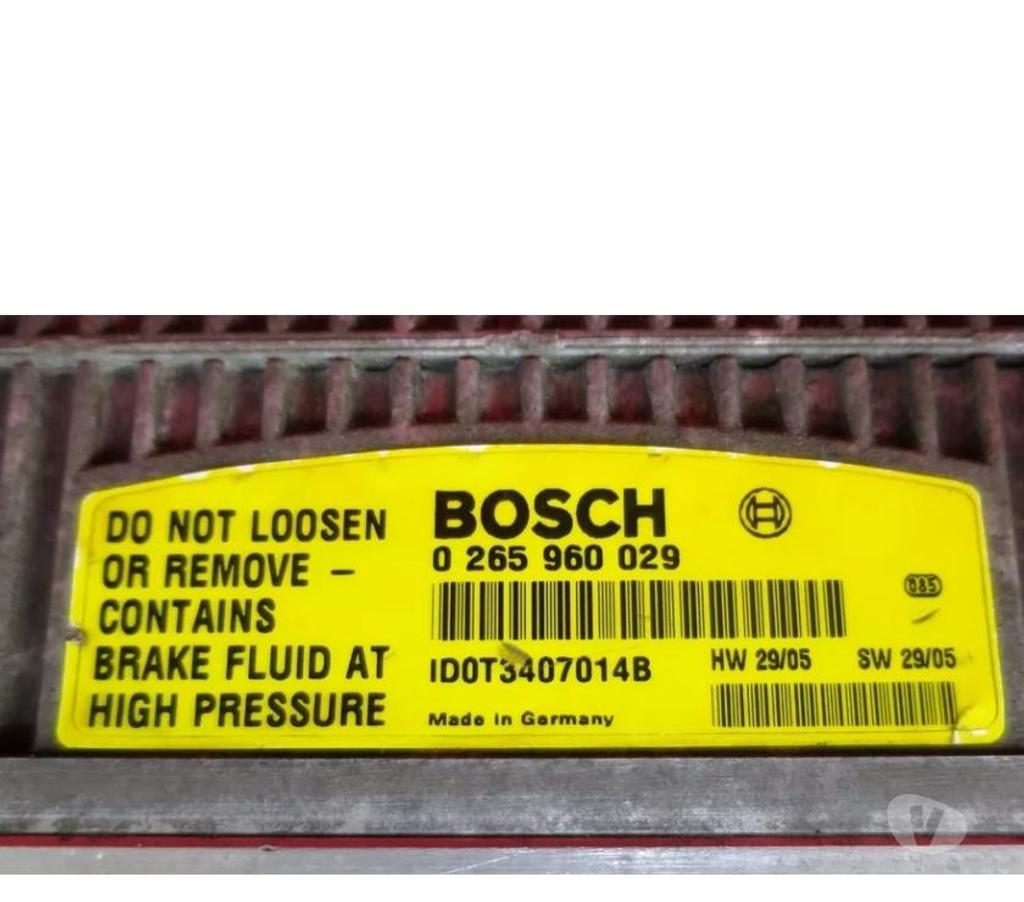 DO NOT LOOSEN
OR REMOVE –
CONTAINS
BRAKE FLUID AT
HIGH PRESSURE
BOSCH
0 265 960 029
085
ID0T3407014B
HW 29/05 SW 29/05
Made in Germany